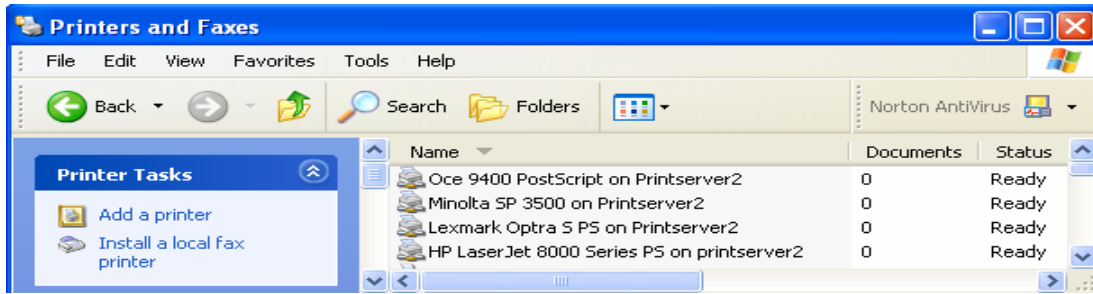 Printers and Faxes
File Edit View Favorites Tools Help
Back Search Folders Norton AntiVirus
Printer Tasks
Add a printer
Install a local fax
printer
Name Documents Status
Oce 9400 PostScript on Printserver2 0 Ready
Minolta SP 3500 on Printserver2 0 Ready
Lexmark Optra S PS on Printserver2 0 Ready
HP LaserJet 8000 Series PS on printserver2 0 Ready